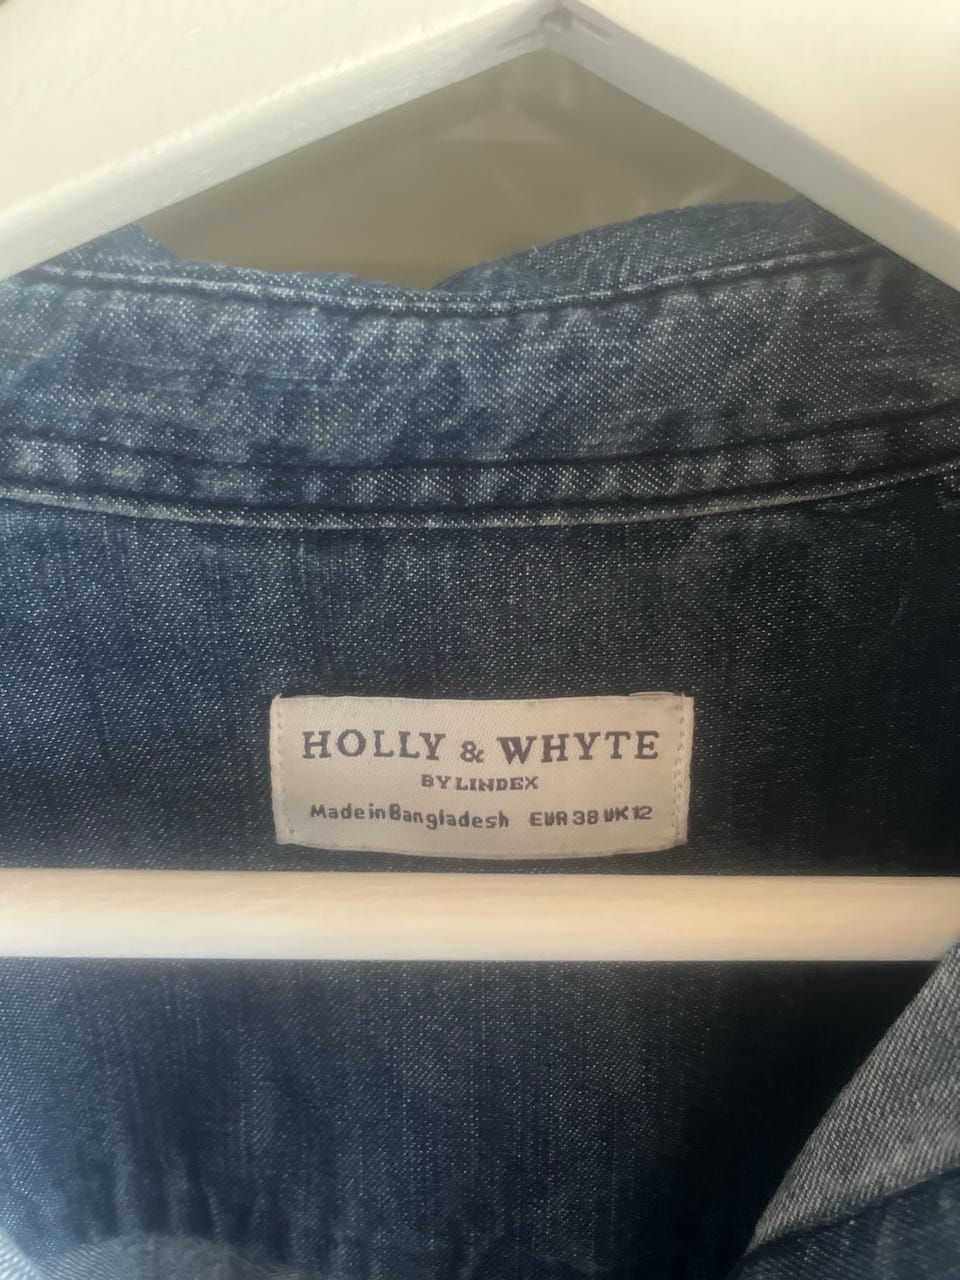 HOLLY & WHYTE
BY LINDEX
Made in Bangladesh EUR 38 UK 12